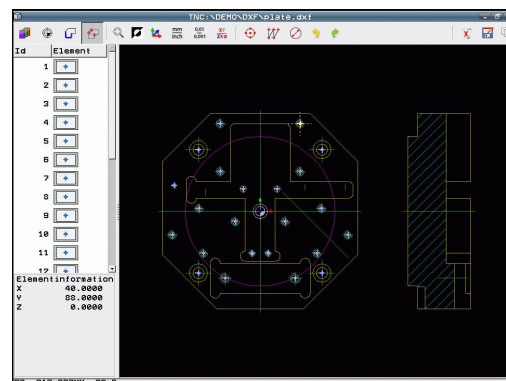 TNC:\DEMO\DXF\plate.dxf
mm
inch
0,01
0,001
XY
Id Element
1
2
3
4
5
6
7
8
9
10
11
12
Elementinformation
X 40.0000
Y 88.0000
Z 0.0000